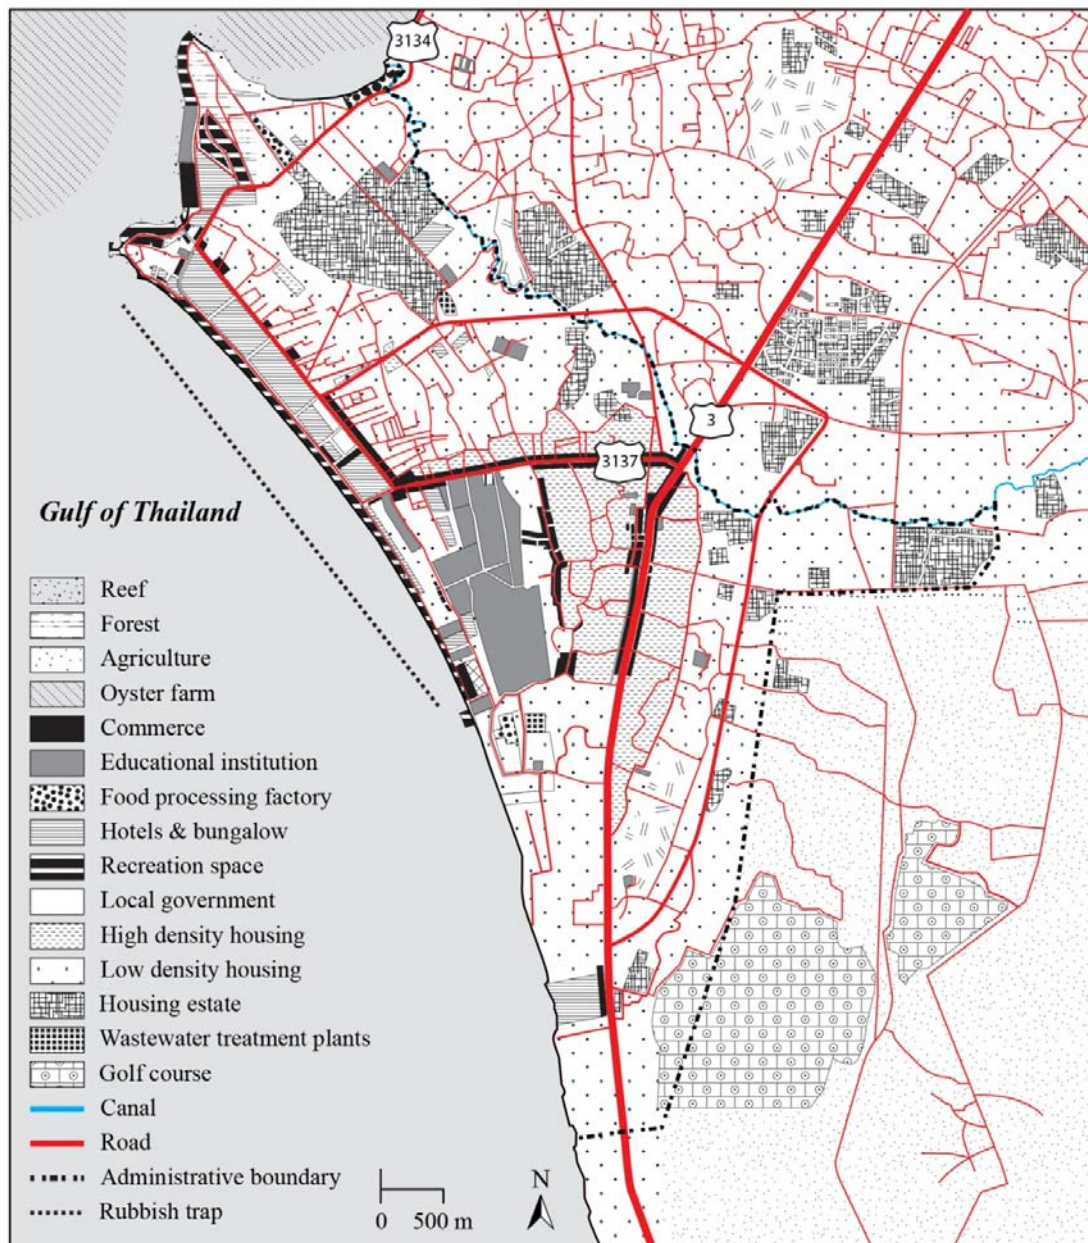 3134
3
3137
Gulf of Thailand
Reef
Forest
Agriculture
Oyster farm
Commerce
Educational institution
Food processing factory
Hotels & bungalow
Recreation space
Local government
High density housing
Low density housing
Housing estate
Wastewater treatment plants
Golf course
Canal
Road
Administrative boundary
Rubbish trap
N
0 500 m